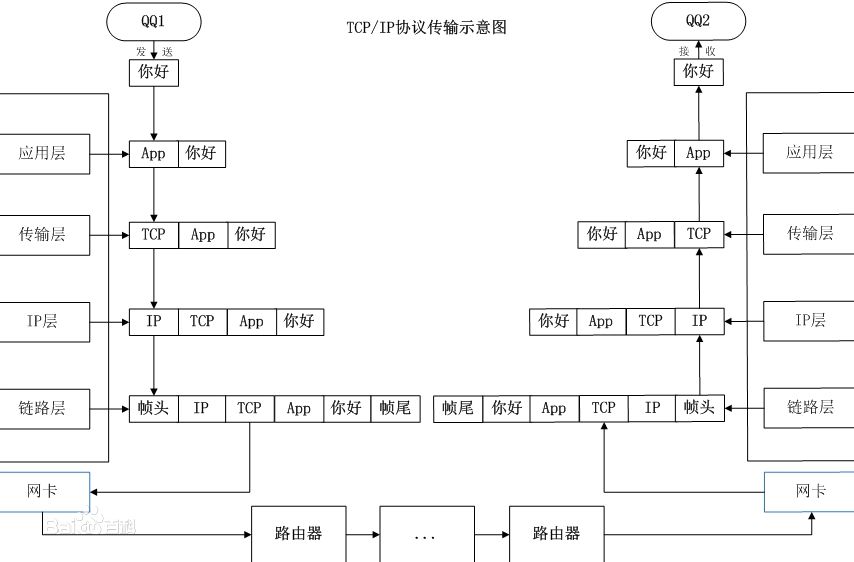 QQ1
TCP/IP协议传输示意图
QQ2
发 送
接 收
你好
你好
应用层
App 你好
你好 App
应用层
传输层
TCP App 你好
你好 App TCP
传输层
IP层
IP TCP App 你好
你好 App TCP IP
IP层
链路层
帧头 IP TCP App 你好 帧尾
帧尾 你好 App TCP IP 帧头
链路层
网卡
网卡
Baidu百科
路由器
...
路由器